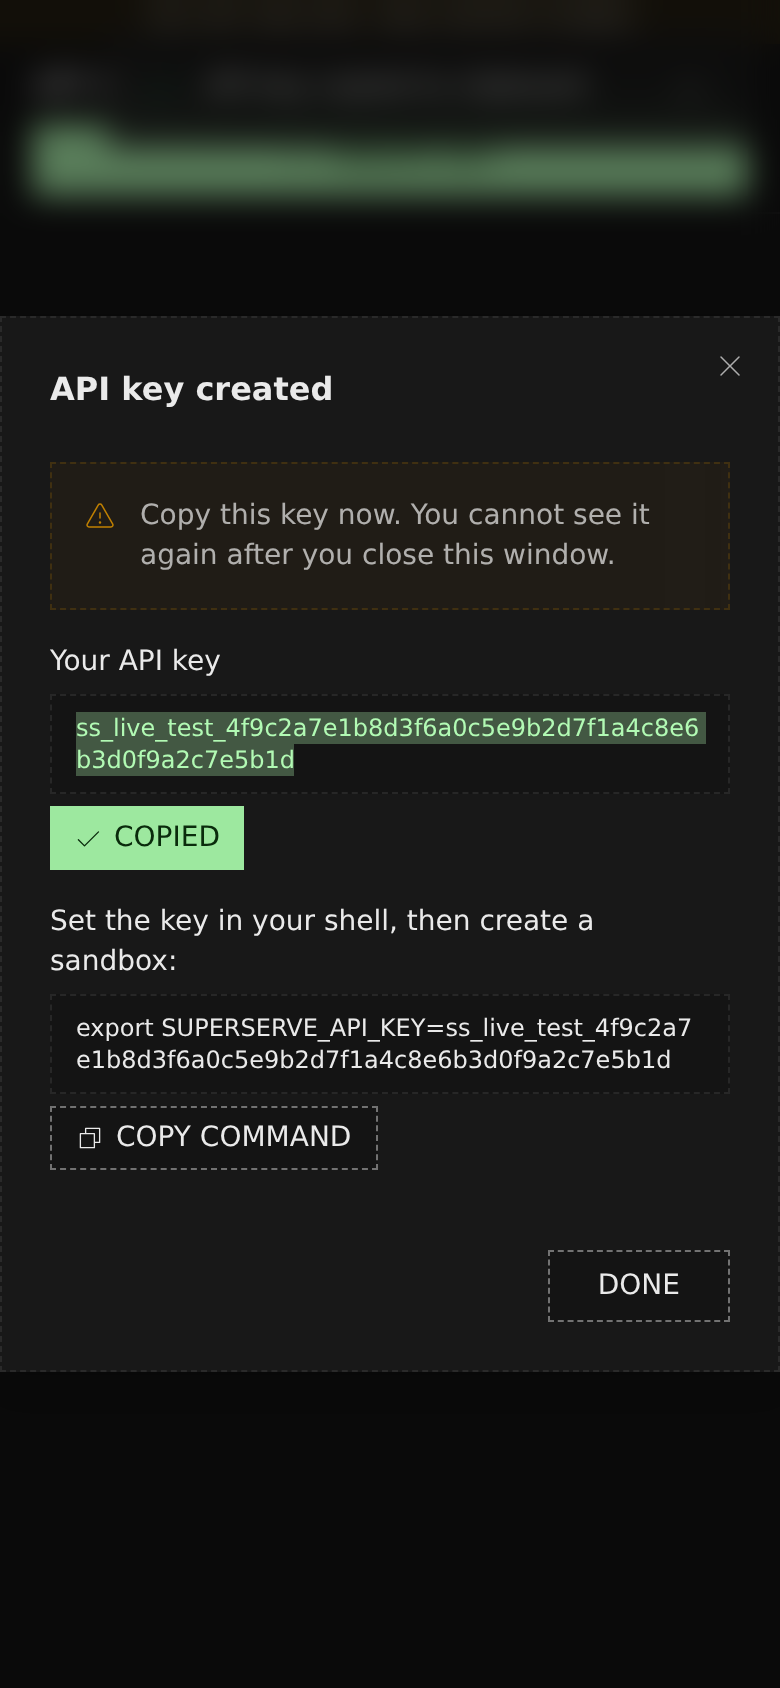 API key created
Copy this key now. You cannot see it
again after you close this window.
Your API key
ss_live_test_4f9c2a7e1b8d3f6a0c5e9b2d7f1a4c8e6
b3d0f9a2c7e5b1d
COPIED
Set the key in your shell, then create a
sandbox:
export SUPERSERVE_API_KEY=ss_live_test_4f9c2a7
e1b8d3f6a0c5e9b2d7f1a4c8e6b3d0f9a2c7e5b1d
COPY COMMAND
DONE